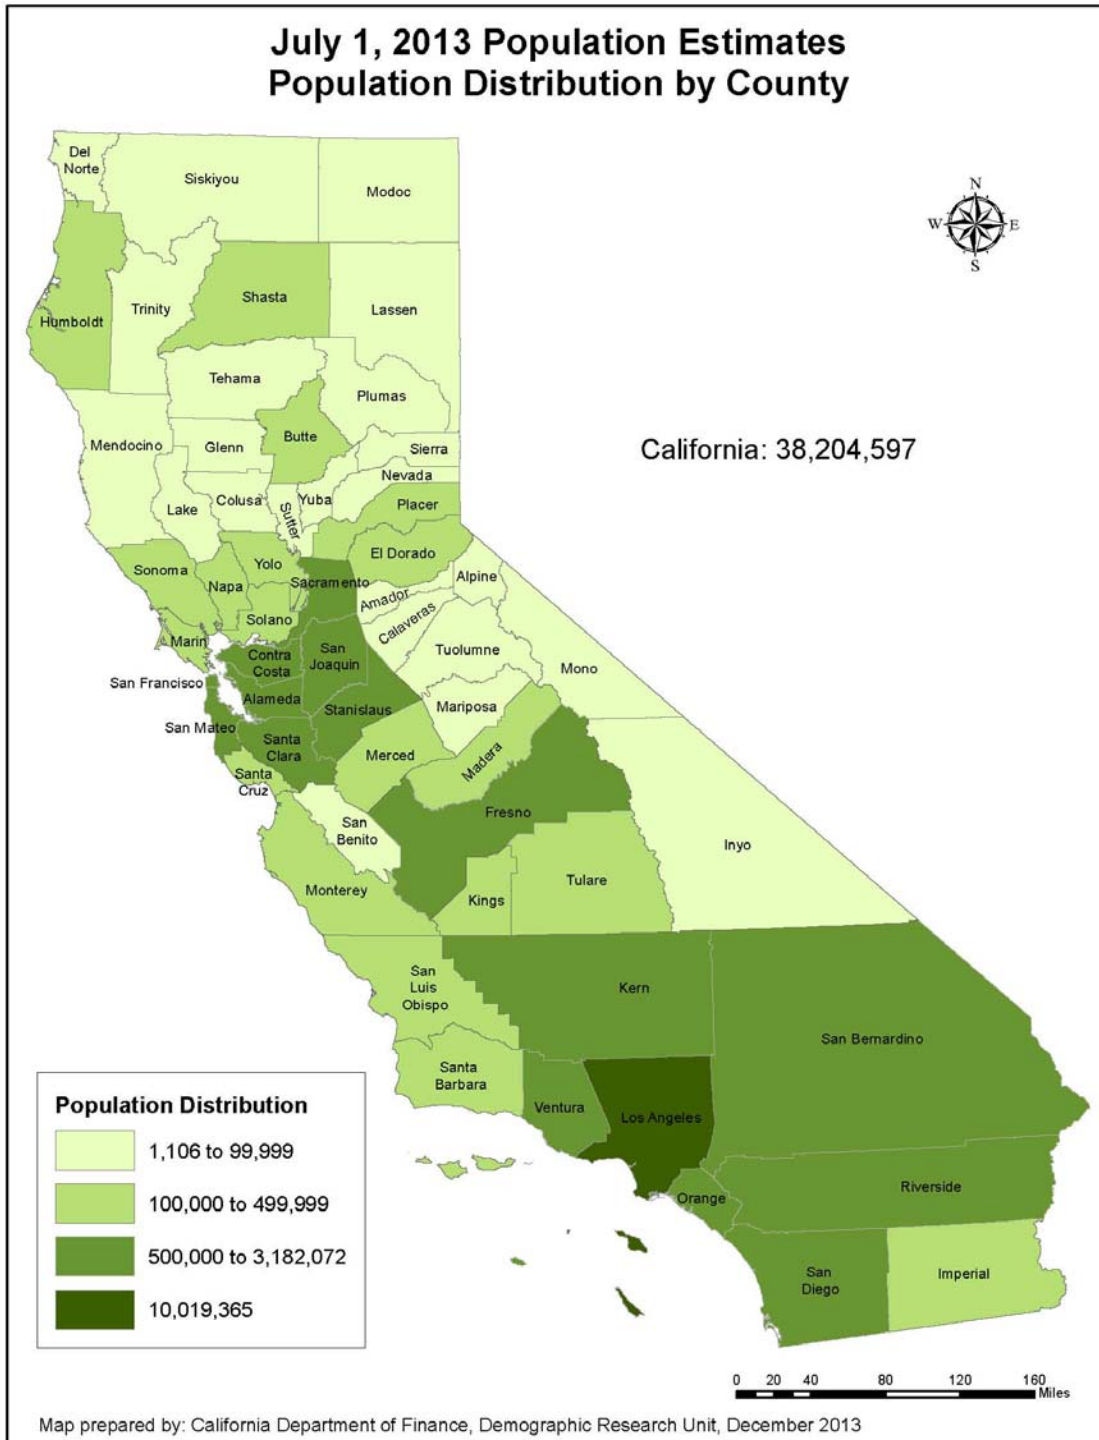 July 1, 2013 Population Estimates
Population Distribution by County
Del
Norte
Siskiyou
Modoc
N
W
E
S
Humboldt
Trinity
Shasta
Lassen
Tehama
Plumas
Mendocino
Glenn
Butte
Sierra
California: 38,204,597
Nevada
Lake
Colusa
Sutter
Yuba
Placer
Sonoma
Napa
Yolo
El Dorado
Sacramento
Alpine
Amador
Solano
Calaveras
Marin
Tuolumne
Mono
Contra
Costa
San
Joaquin
San Francisco
Alameda
Stanislaus
Mariposa
San Mateo
Santa
Clara
Merced
Madera
Santa
Cruz
Fresno
San
Benito
Inyo
Monterey
Kings
Tulare
San
Luis
Obispo
Kern
San Bernardino
Santa
Barbara
Ventura
Los Angeles
Orange
Riverside
San
Diego
Imperial
Population Distribution
1,106 to 99,999
100,000 to 499,999
500,000 to 3,182,072
10,019,365
0 20 40 80 120 160
Miles
Map prepared by: California Department of Finance, Demographic Research Unit, December 2013